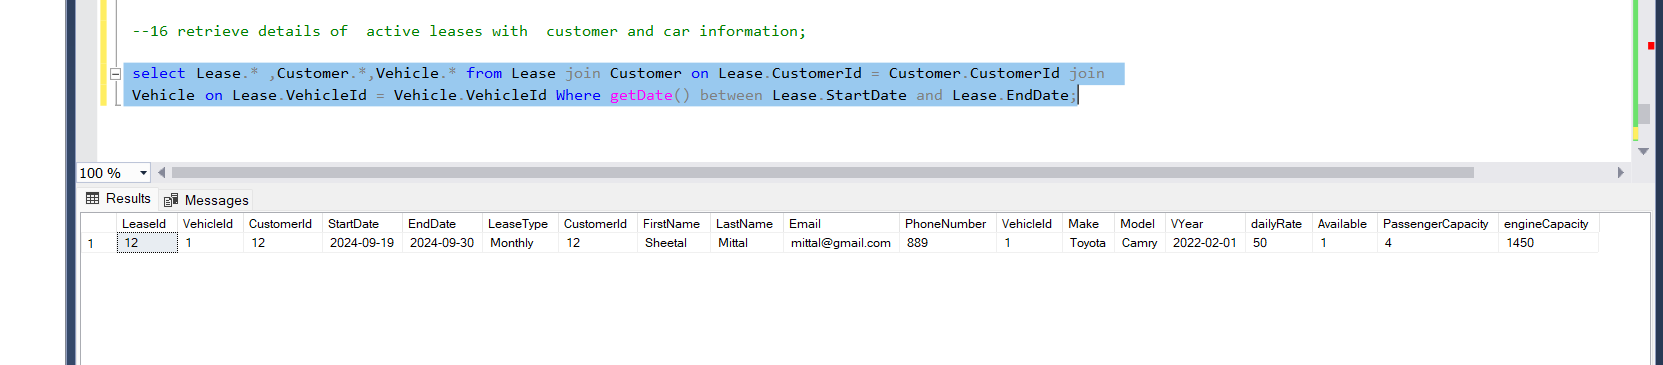 --16 retrieve details of  active leases with  customer and car information;
select Lease.* ,Customer.*,Vehicle.* from Lease join Customer on Lease.CustomerId = Customer.CustomerId join
Vehicle on Lease.VehicleId = Vehicle.VehicleId Where getDate() between Lease.StartDate and Lease.EndDate;
100 %
Results Messages
LeaseId VehicleId CustomerId StartDate EndDate LeaseType CustomerId FirstName LastName Email PhoneNumber VehicleId Make Model VYear dailyRate Available PassengerCapacity engineCapacity
1 12 1 12 2024-09-19 2024-09-30 Monthly 12 Sheetal Mittal mittal@gmail.com 889 1 Toyota Camry 2022-02-01 50 1 4 1450